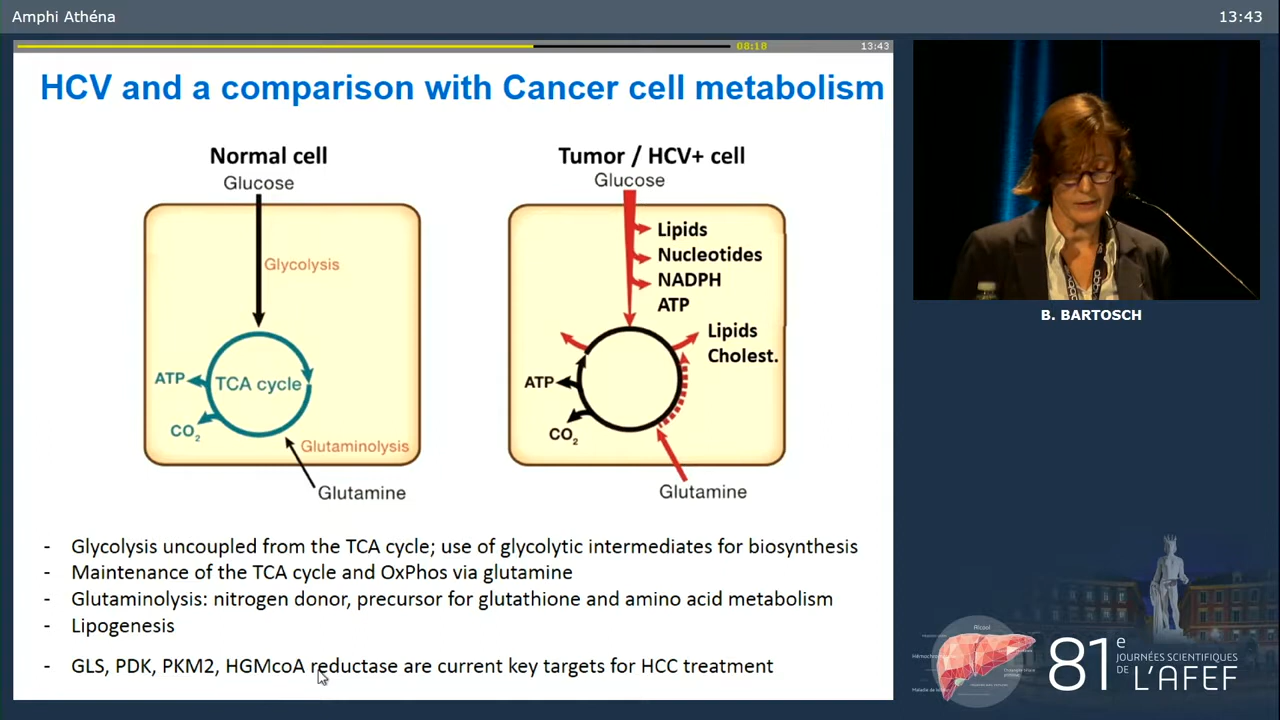 Amphi Athéna
13:43
08:18
13:43
HCV and a comparison with Cancer cell metabolism
Normal cell
Glucose
Glycolysis
TCA cycle
ATP
CO2
Glutaminolysis
Glutamine
Tumor / HCV+ cell
Glucose
Lipids
Nucleotides
NADPH
ATP
Lipids
Cholest.
ATP
CO2
Glutamine
- Glycolysis uncoupled from the TCA cycle; use of glycolytic intermediates for biosynthesis
- Maintenance of the TCA cycle and OxPhos via glutamine
- Glutaminolysis: nitrogen donor, precursor for glutathione and amino acid metabolism
- Lipogenesis
- GLS, PDK, PKM2, HGMcoA reductase are current key targets for HCC treatment
B. BARTOSCH
Alcool
81e
JOURNÉES SCIENTIFIQUES
DE L'AFEF